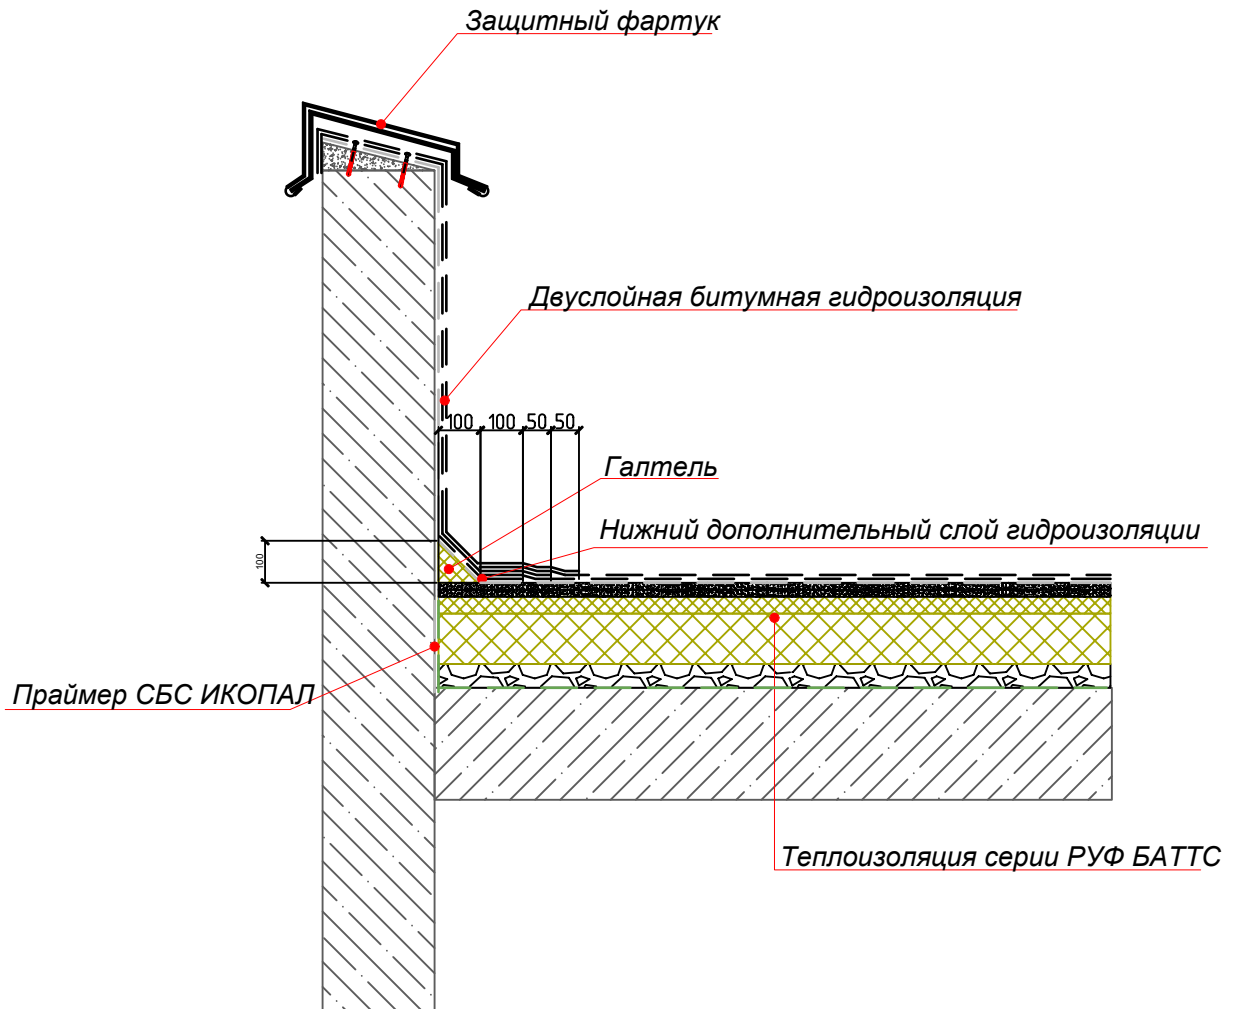 Защитный фартук
Двуслойная битумная гидроизоляция
100 100 50 50
Галтель
Нижний дополнительный слой гидроизоляции
100
Праймер СБС ИКОПАЛ
Теплоизоляция серии РУФ БАТТС